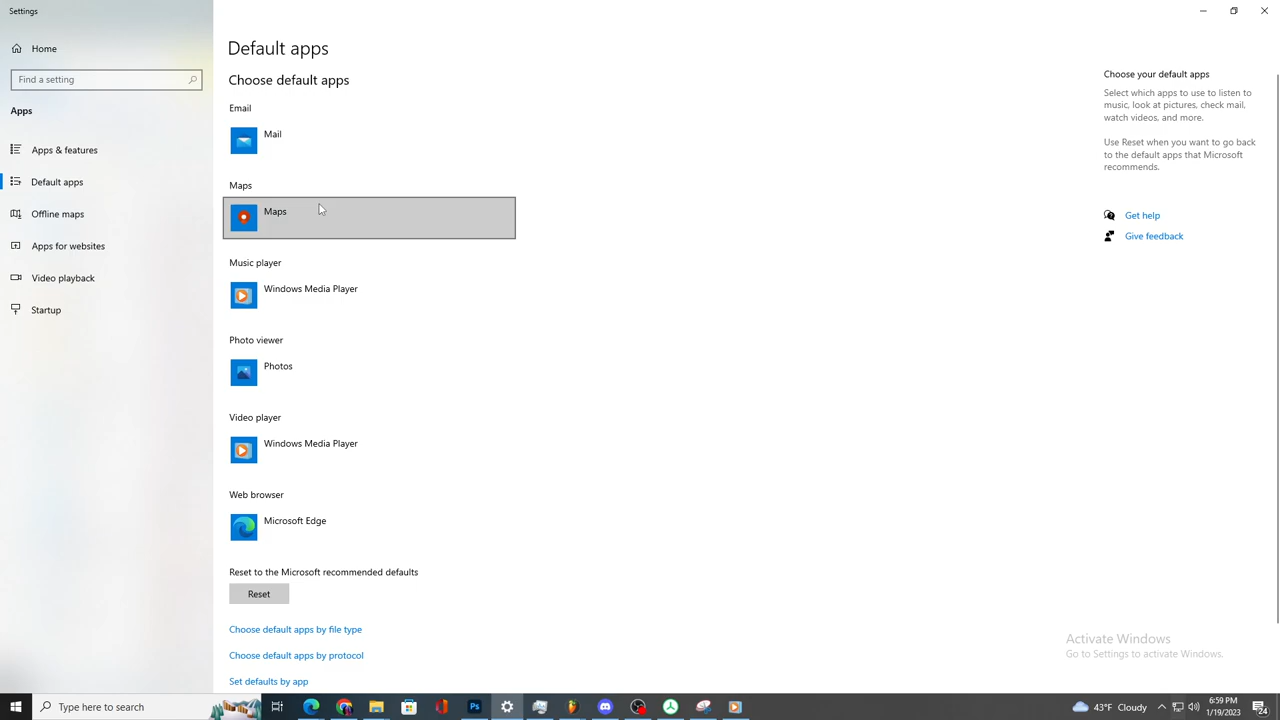 Settings
Home
Find a setting
Apps
Apps & features
Default apps
Offline maps
Apps for websites
Video playback
Startup
Default apps
Choose default apps
Email
Mail
Maps
Maps
Music player
Windows Media Player
Photo viewer
Photos
Video player
Windows Media Player
Web browser
Microsoft Edge
Reset to the Microsoft recommended defaults
Reset
Choose default apps by file type
Choose default apps by protocol
Set defaults by app
Choose your default apps
Select which apps to use to listen to
music, look at pictures, check mail,
watch videos, and more.
Use Reset when you want to go back
to the default apps that Microsoft
recommends.
Get help
Give feedback
Activate Windows
Go to Settings to activate Windows.
Type here to search
Ps
43°F Cloudy
6:59 PM
1/19/2023
24